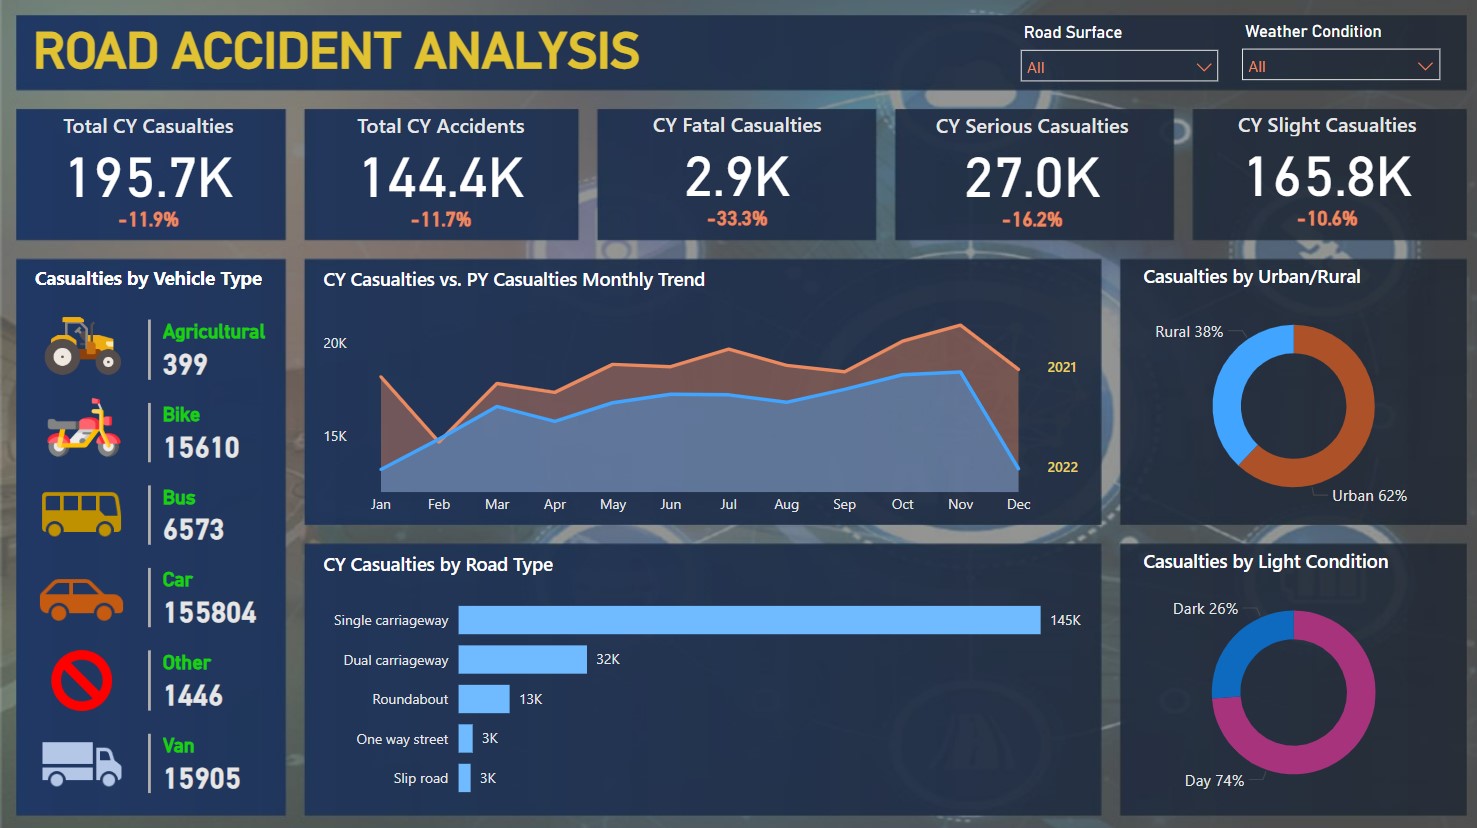 ROAD ACCIDENT ANALYSIS
Road Surface
All
Weather Condition
All
Total CY Casualties
195.7K
-11.9%
Total CY Accidents
144.4K
-11.7%
CY Fatal Casualties
2.9K
-33.3%
CY Serious Casualties
27.0K
-16.2%
CY Slight Casualties
165.8K
-10.6%
Casualties by Vehicle Type
Agricultural
399
Bike
15610
Bus
6573
Car
155804
Other
1446
Van
15905
CY Casualties vs. PY Casualties Monthly Trend
20K
15K
2021
2022
Jan Feb Mar Apr May Jun Jul Aug Sep Oct Nov Dec
Casualties by Urban/Rural
Rural 38%
Urban 62%
CY Casualties by Road Type
Single carriageway 145K
Dual carriageway 32K
Roundabout 13K
One way street 3K
Slip road 3K
Casualties by Light Condition
Dark 26%
Day 74%